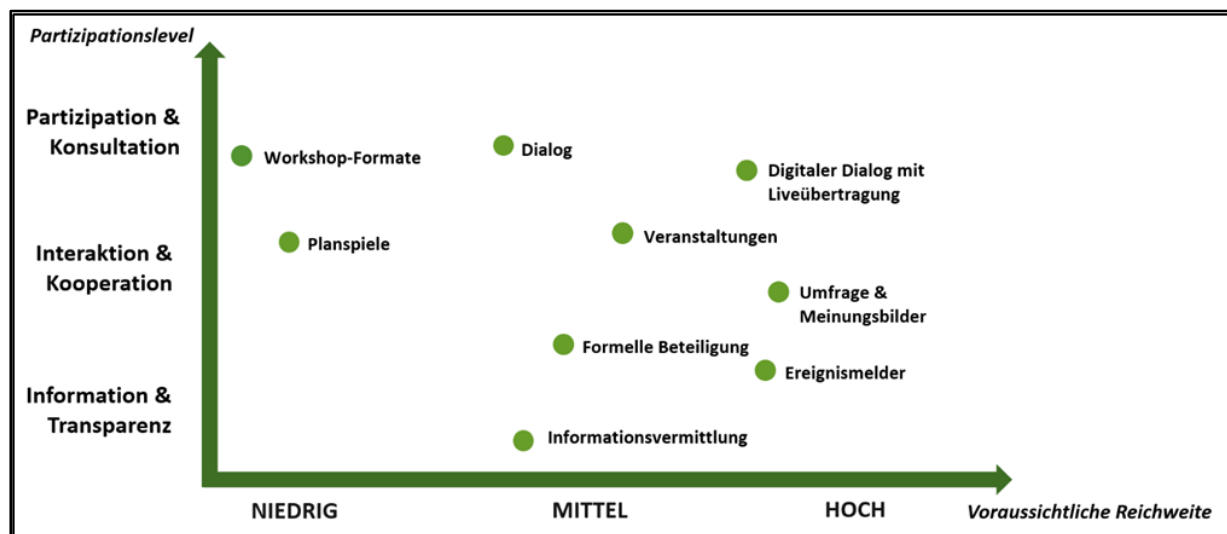 Partizipationslevel
Partizipation &
Konsultation
Workshop-Formate
Dialog
Digitaler Dialog mit
Liveübertragung
Interaktion &
Kooperation
Planspiele
Veranstaltungen
Umfrage &
Meinungsbilder
Formelle Beteiligung
Ereignismelder
Information &
Transparenz
Informationsvermittlung
NIEDRIG
MITTEL
HOCH
Voraussichtliche Reichweite